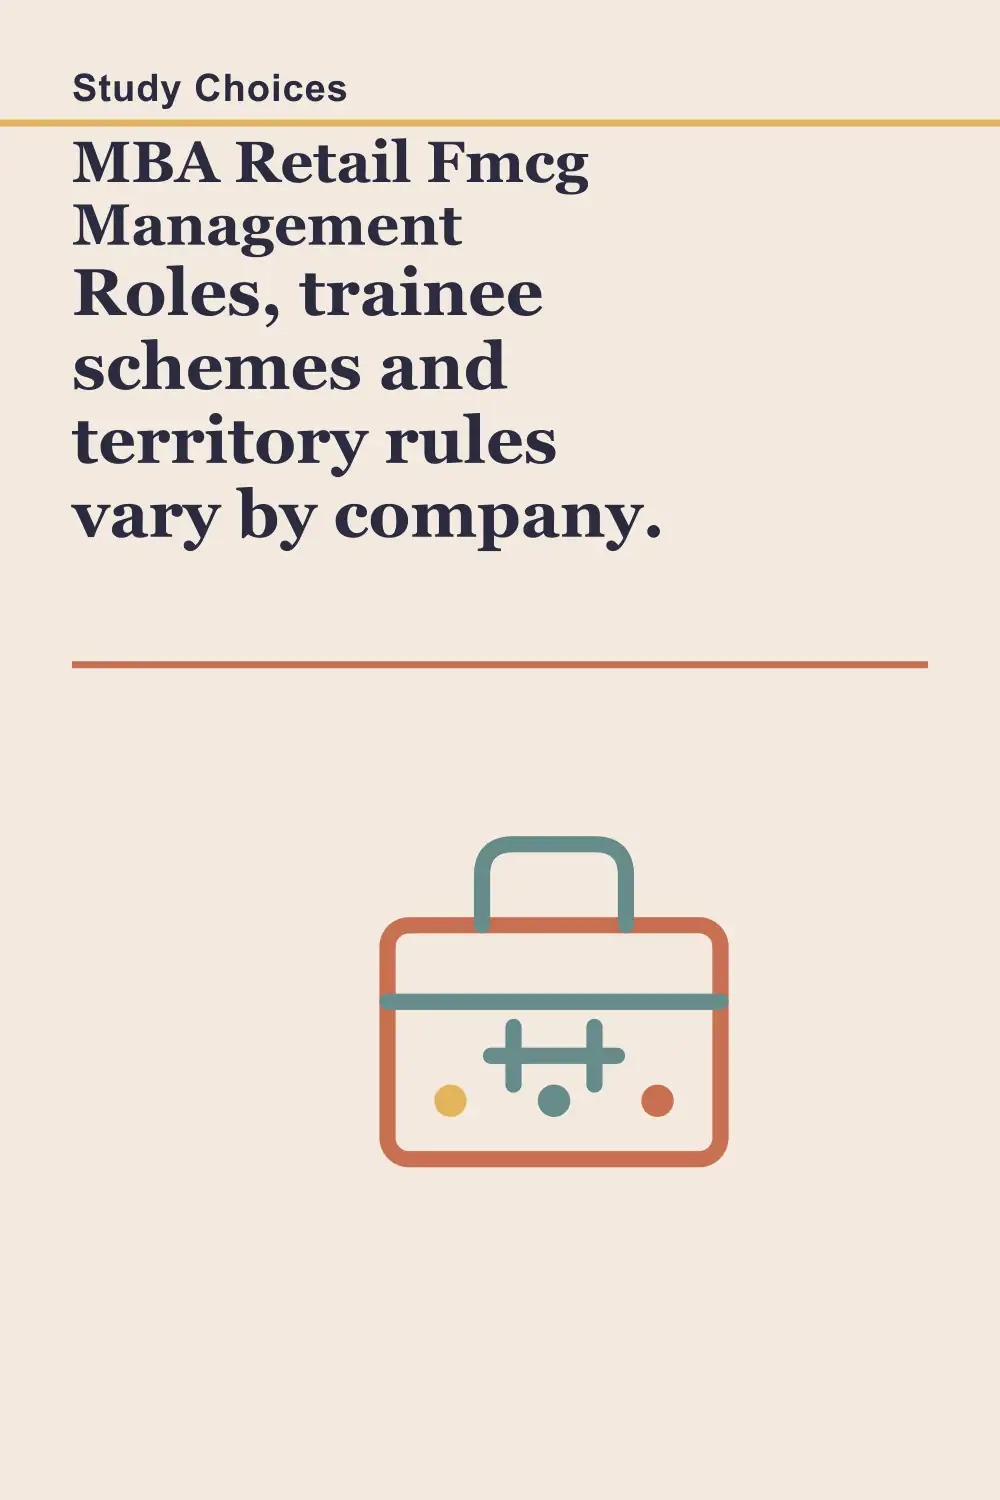 Study Choices
MBA Retail Fmcg
Management
Roles, trainee
schemes and
territory rules
vary by company.